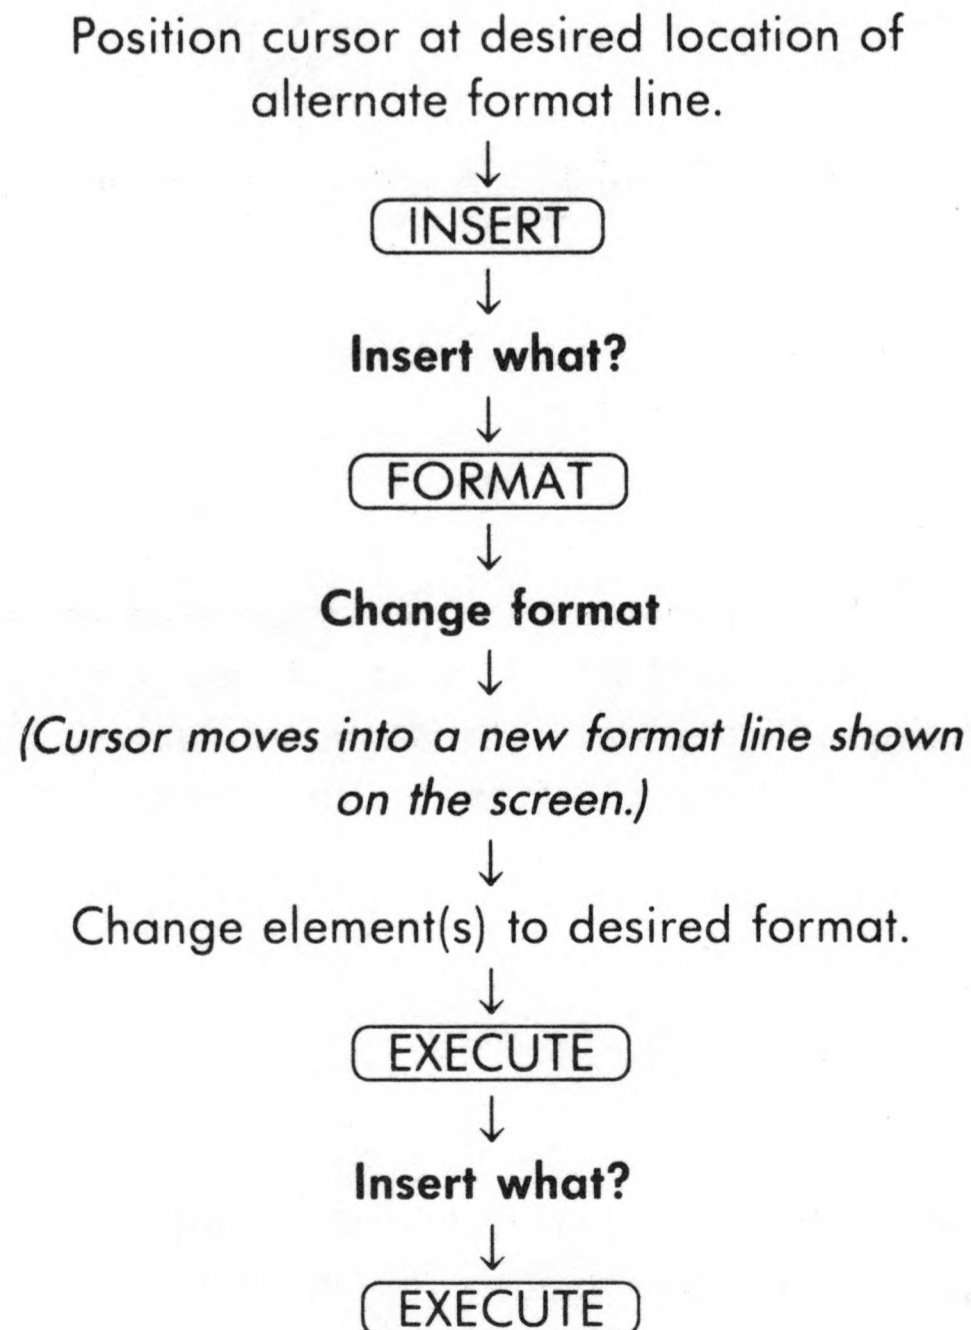 Position cursor at desired location of
alternate format line.
INSERT
Insert what?
FORMAT
Change format
(Cursor moves into a new format line shown
on the screen.)
Change element(s) to desired format.
EXECUTE
Insert what?
EXECUTE